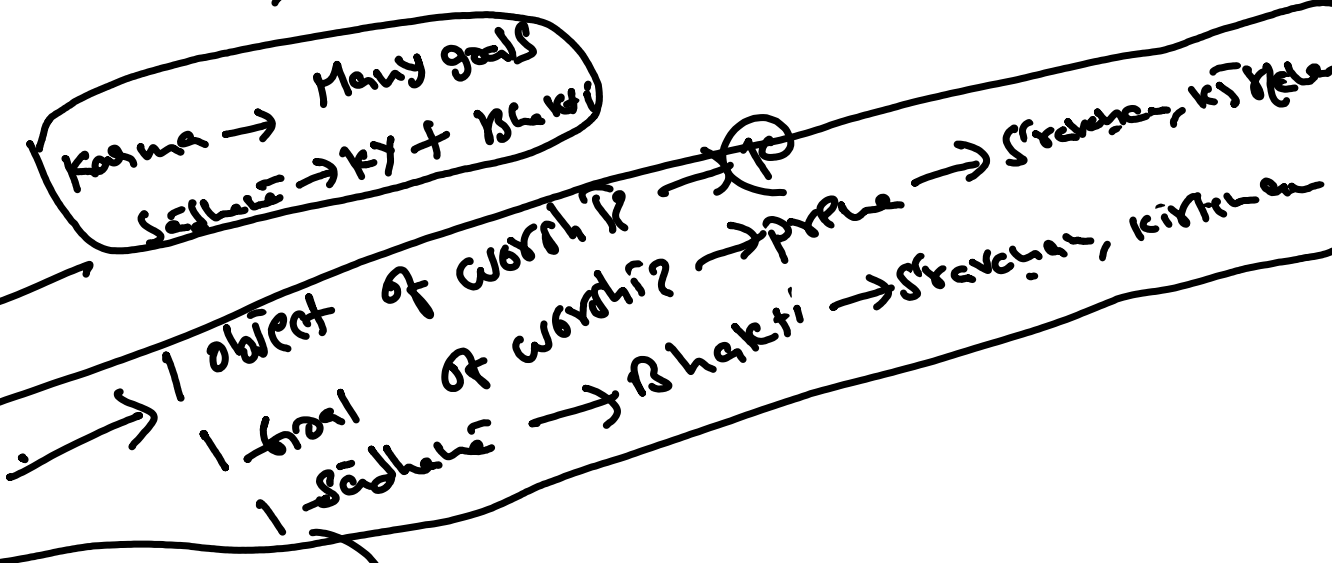 Karma → Many goals
Sādhanā → KY + Bhakti
1 object of worship →
1 Goal of worship → prema → Śravaṇam, kīrtana
1 Sādhanā → Bhakti → Śravaṇam, kīrtanam